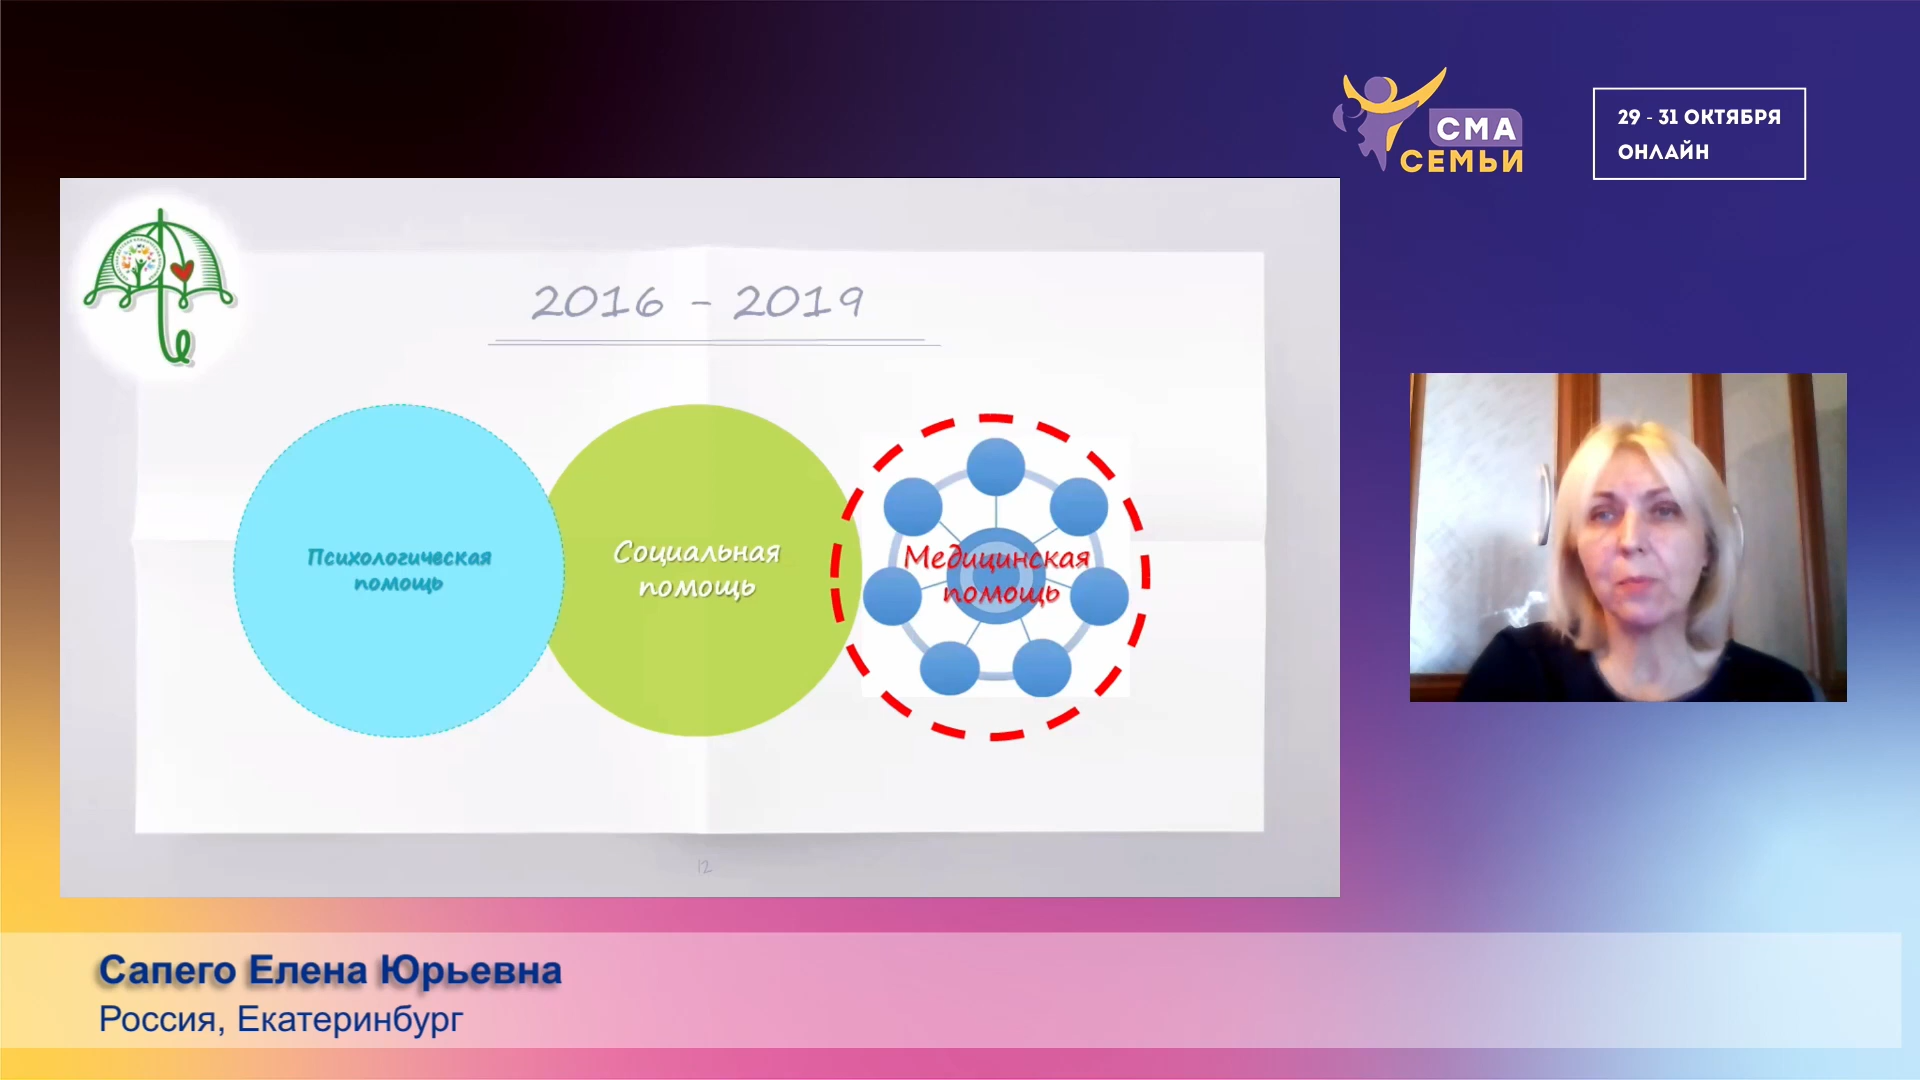 СМА
СЕМЬИ
29 - 31 ОКТЯБРЯ
ОНЛАЙН
2016 - 2019
Психологическая
помощь
Социальная
помощь
Медицинская
помощь
12
Сапего Елена Юрьевна
Россия, Екатеринбург